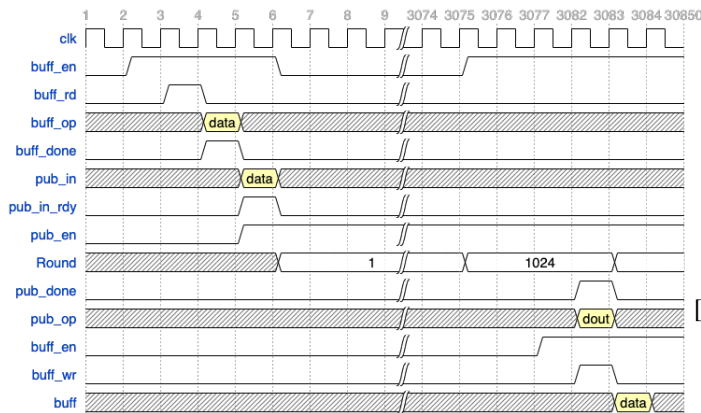 1 2 3 4 5 6 7 8 9 3074 3075 3076 3077 3082 3083 3084 30850
clk
buff_en
buff_rd
buff_op data
buff_done
pub_in data
pub_in_rdy
pub_en
Round 1 1024
pub_done
pub_op dout [
buff_en
buff_wr
buff data